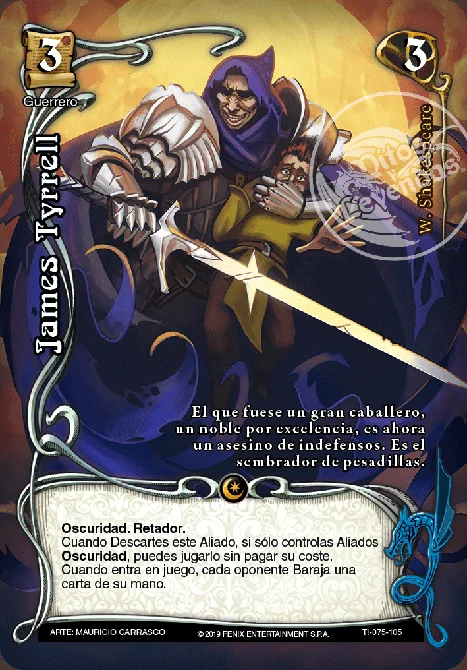 3
3
Guerrero
James Tyrrell
W. Shakespeare
Mitos y Leyendas
El que fuese un gran caballero,
un noble por excelencia, es ahora
un asesino de indefensos. Es el
sembrador de pesadillas.
Oscuridad. Retador.
Cuando Descartes este Aliado, si sólo controlas Aliados
Oscuridad, puedes jugarlo sin pagar su coste.
Cuando entra en juego, cada oponente Baraja una
carta de su mano.
ARTE: MAURICIO CARRASCO
©2019 FENIX ENTERTAINMENT S.P.A.
TI-075-105